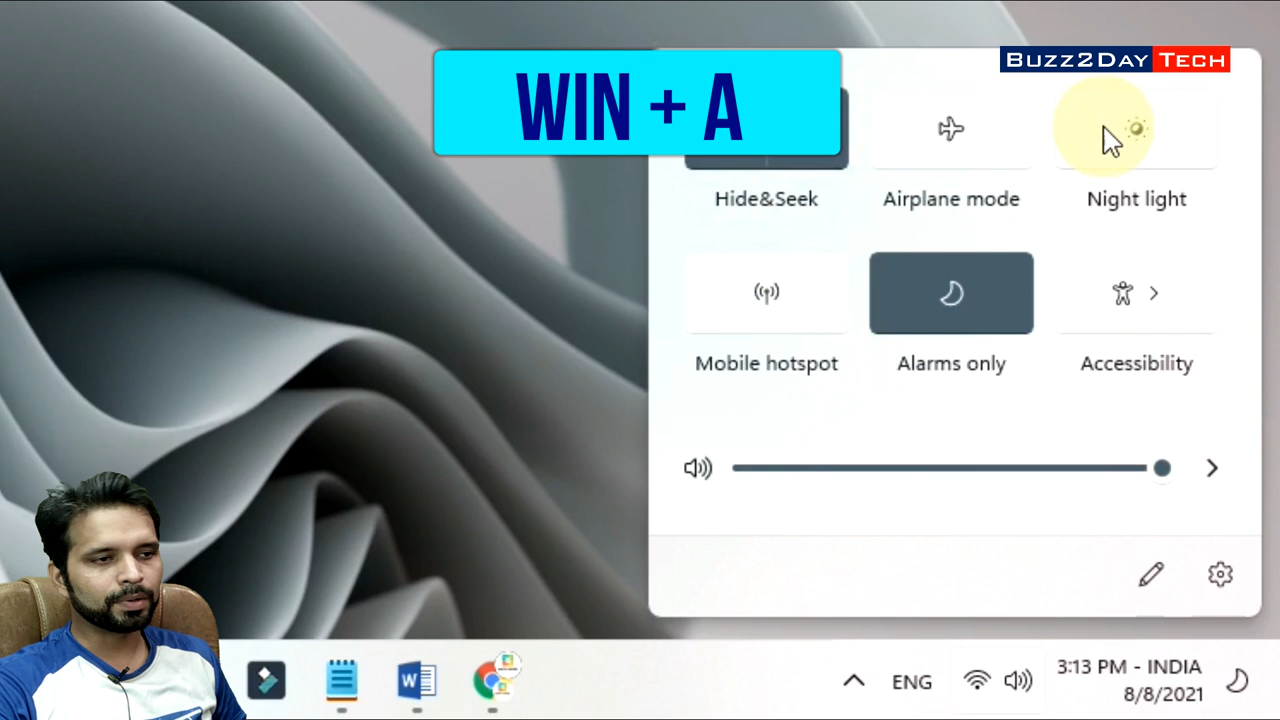 BUZZ2DAY TECH
WIN + A
Hide&Seek
Airplane mode
Night light
Mobile hotspot
Alarms only
Accessibility
W
ENG
3:13 PM - INDIA
8/8/2021